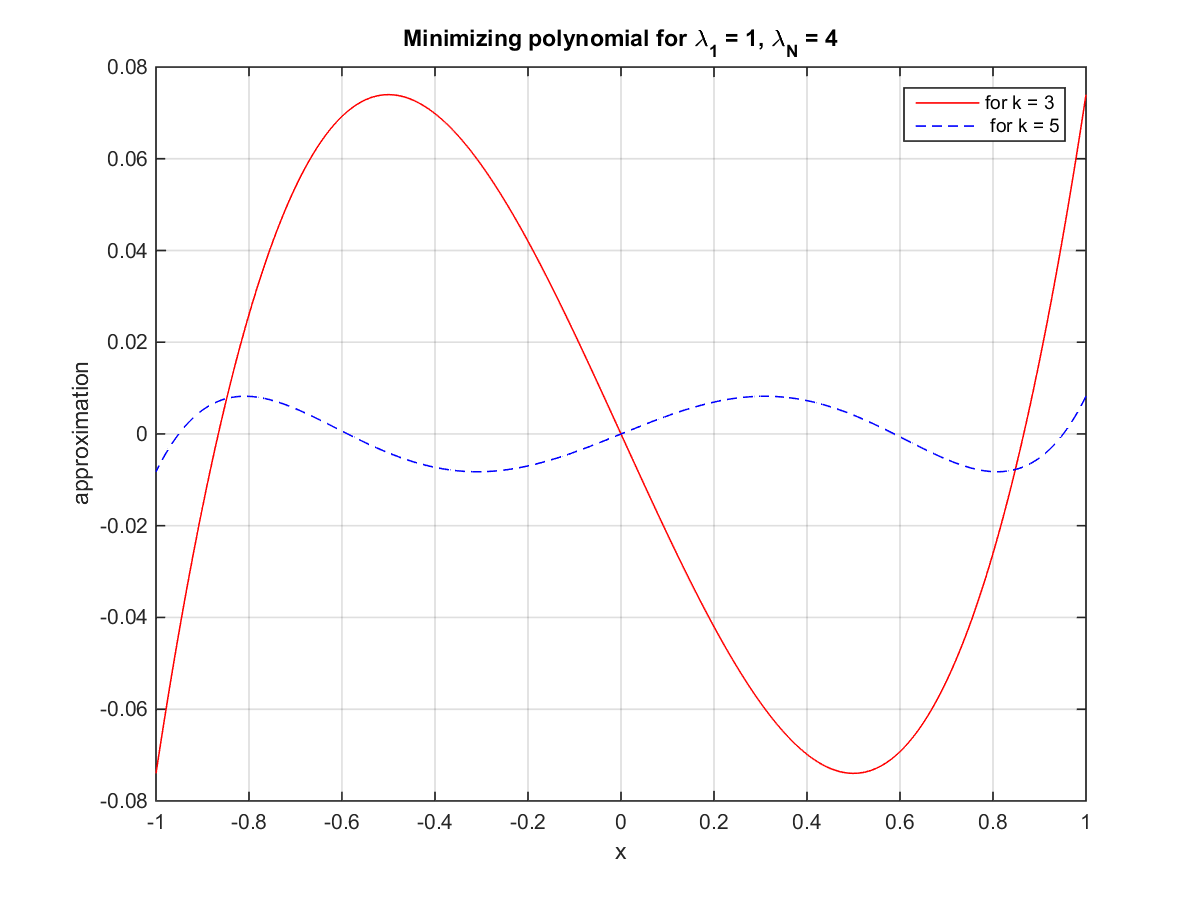 Minimizing polynomial for λ₁ = 1, λ_N = 4
for k = 3
for k = 5
0.08
0.06
0.04
0.02
0
-0.02
-0.04
-0.06
-0.08
approximation
-1 -0.8 -0.6 -0.4 -0.2 0 0.2 0.4 0.6 0.8 1
x